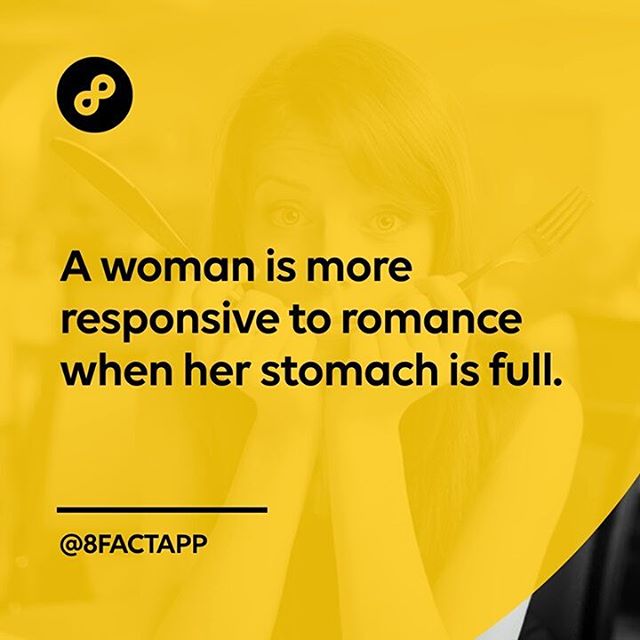 A woman is more
responsive to romance
when her stomach is full.
@8FACTAPP